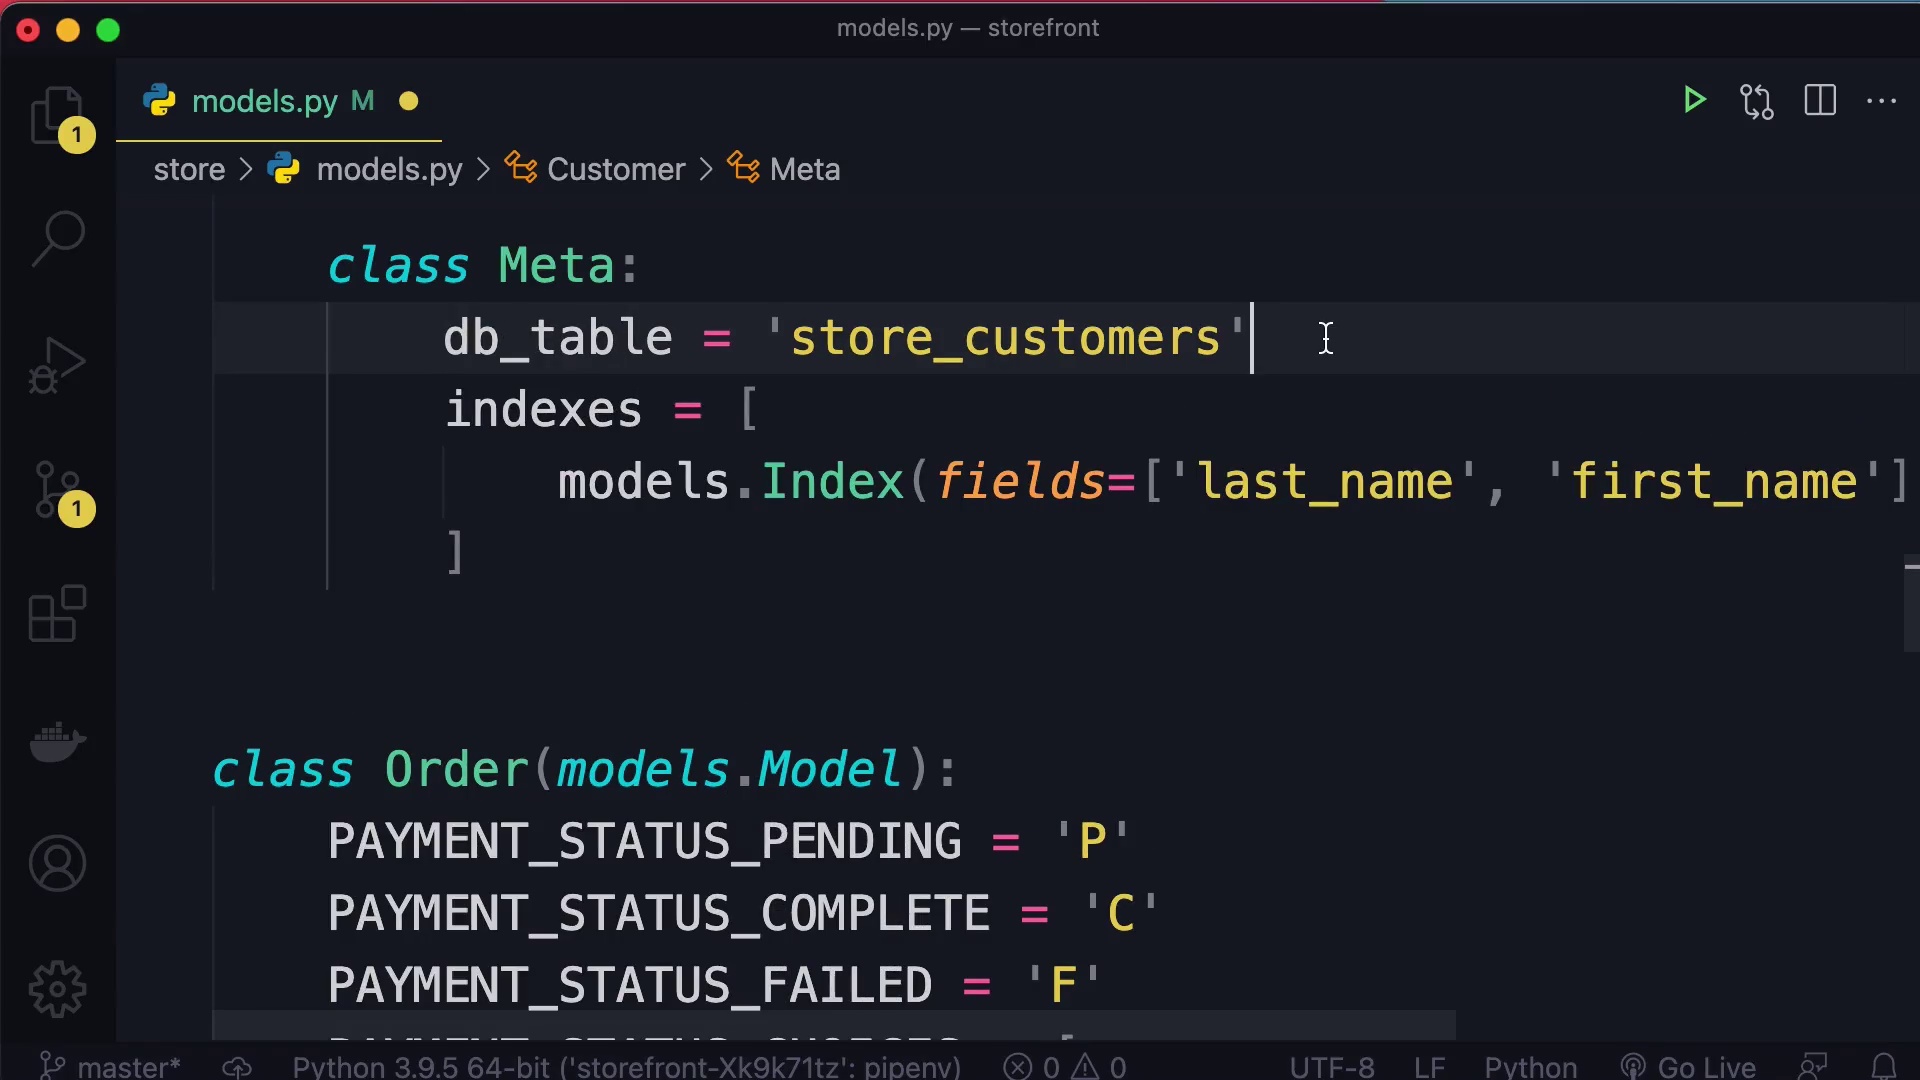 models.py — storefront
models.py M
1
store > models.py > Customer > Meta
class Meta:
db_table = 'store_customers'
indexes = [
models.Index(fields=['last_name', 'first_name']
]
1
class Order(models.Model):
PAYMENT_STATUS_PENDING = 'P'
PAYMENT_STATUS_COMPLETE = 'C'
PAYMENT_STATUS_FAILED = 'F'
master* Python 3.9.5 64-bit ('storefront-Xk9k71tz': pipenv) 0 0 UTF-8 LF Python Go Live